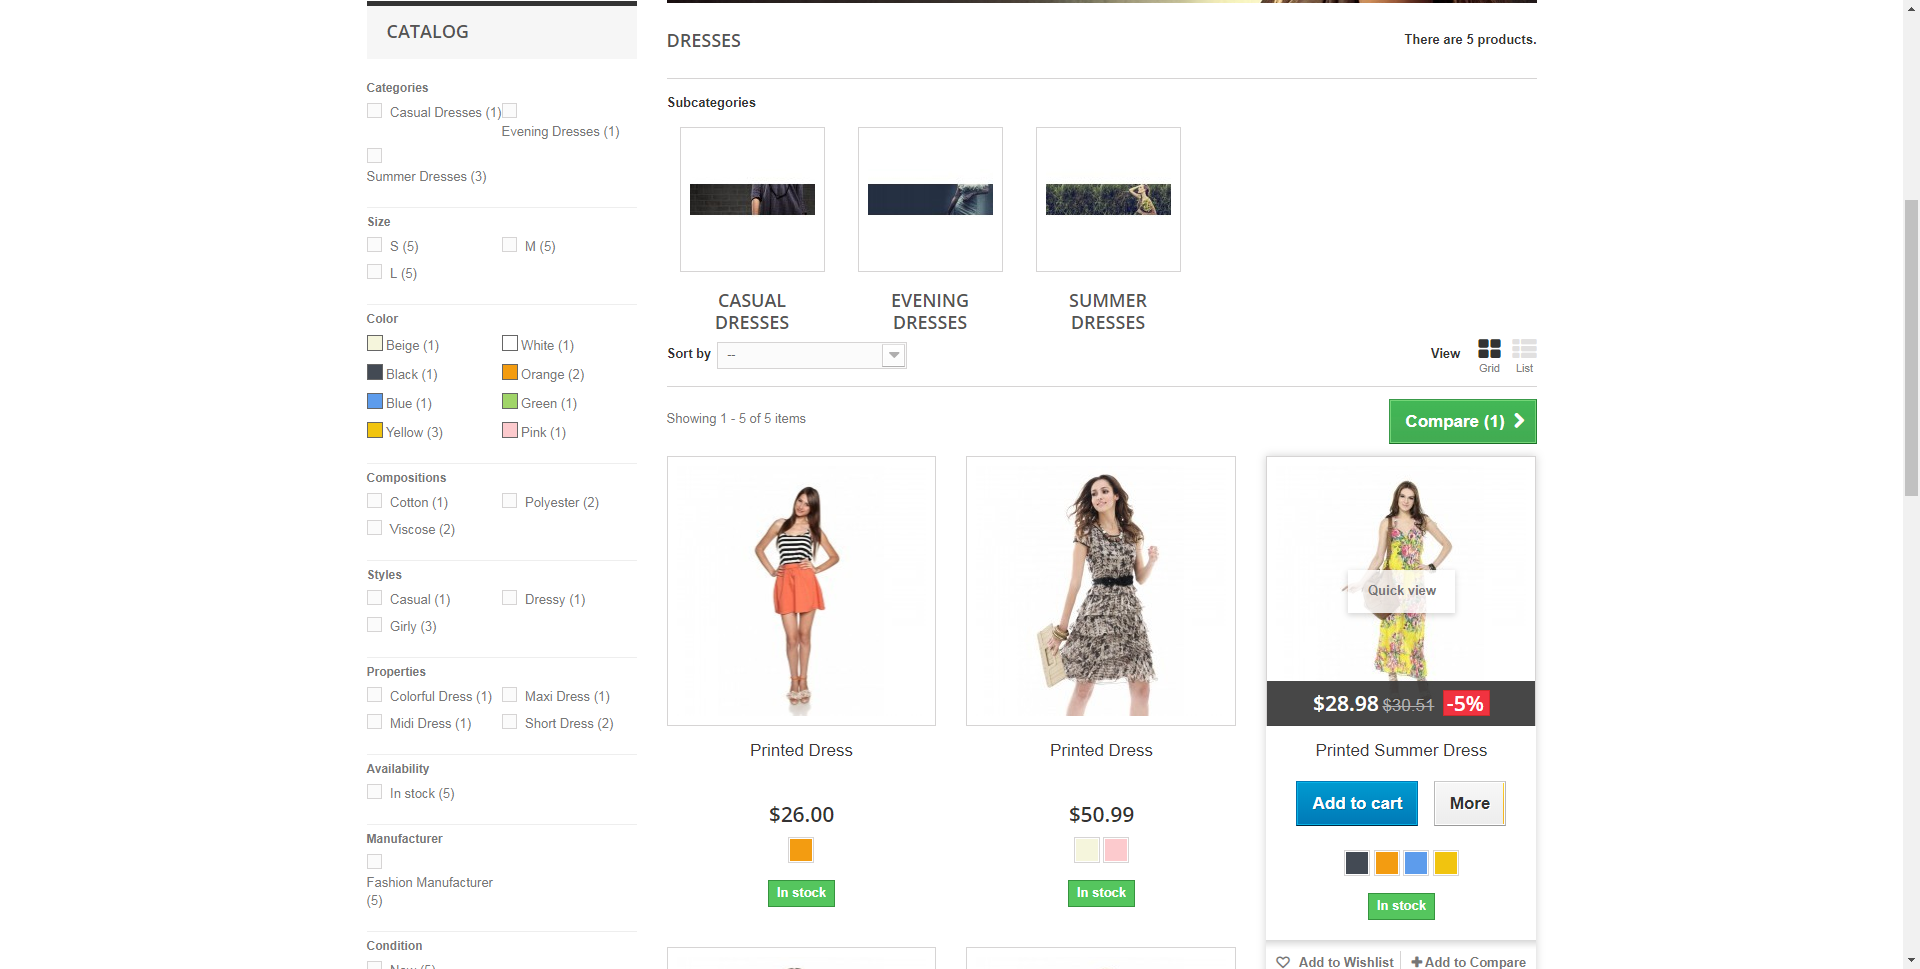 CATALOG
Categories
Casual Dresses (1)
Evening Dresses (1)
Summer Dresses (3)
Size
S (5)
M (5)
L (5)
Color
Beige (1)
White (1)
Black (1)
Orange (2)
Blue (1)
Green (1)
Yellow (3)
Pink (1)
Compositions
Cotton (1)
Polyester (2)
Viscose (2)
Styles
Casual (1)
Dressy (1)
Girly (3)
Properties
Colorful Dress (1)
Maxi Dress (1)
Midi Dress (1)
Short Dress (2)
Availability
In stock (5)
Manufacturer
Fashion Manufacturer
(5)
Condition
New (5)
DRESSES
There are 5 products.
Subcategories
CASUAL
DRESSES
EVENING
DRESSES
SUMMER
DRESSES
Sort by
--
View
Grid
List
Showing 1 - 5 of 5 items
Compare (1)
Printed Dress
$26.00
In stock
Printed Dress
$50.99
In stock
Quick view
$28.98 $30.51 -5%
Printed Summer Dress
Add to cart
More
In stock
Add to Wishlist
Add to Compare